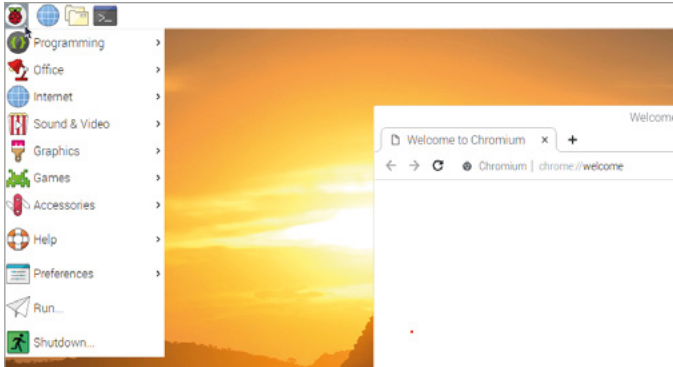 Programming
Office
Internet
Sound & Video
Graphics
Games
Accessories
Help
Preferences
Run...
Shutdown...
Welcome
Welcome to Chromium × +
Chromium | chrome://welcome